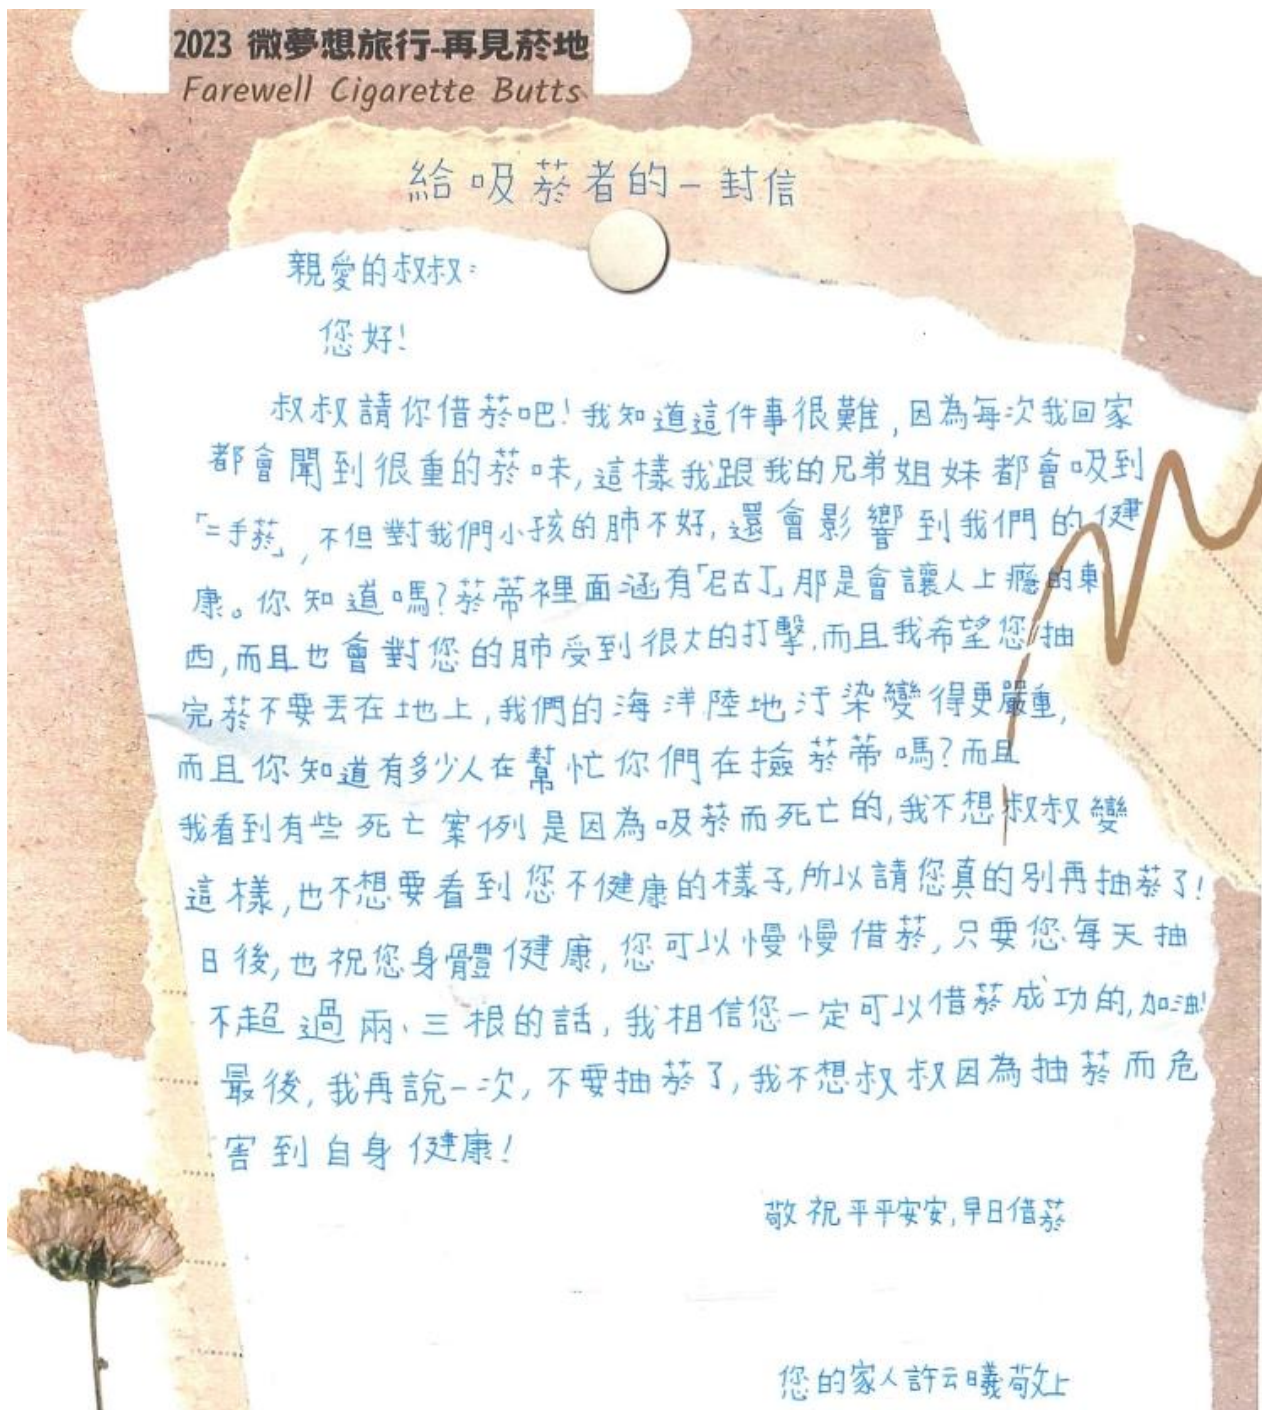 2023 微夢想旅行-再見菸地
Farewell Cigarette Butts
給吸菸者的一封信
親愛的叔叔:
您好!
叔叔請你借菸吧!我知道這件事很難,因為每次我回家
都會聞到很重的菸味,這樣我跟我的兄弟姐妹都會吸到
「二手菸」,不但對我們小孩的肺不好,還會影響到我們的健
康。你知道嗎?菸蒂裡面涵有「尼古丁」那是會讓人上癮的東
西,而且也會對您的肺受到很大的打擊,而且我希望您抽
完菸不要丟在地上,我們的海洋陸地汙染變得更嚴重,
而且你知道有多少人在幫忙你們在撿菸蒂嗎?而且
我看到有些死亡案例是因為吸菸而死亡的,我不想叔叔變
這樣,也不想要看到您不健康的樣子,所以請您真的別再抽菸了!
日後,也祝您身體健康,您可以慢慢借菸,只要您每天抽
不超過兩、三根的話,我相信您一定可以借菸成功的,加油!
最後,我再說一次,不要抽菸了,我不想叔叔因為抽菸而危
害到自身健康!
敬祝平平安安,早日借菸
您的家人許云曦敬上